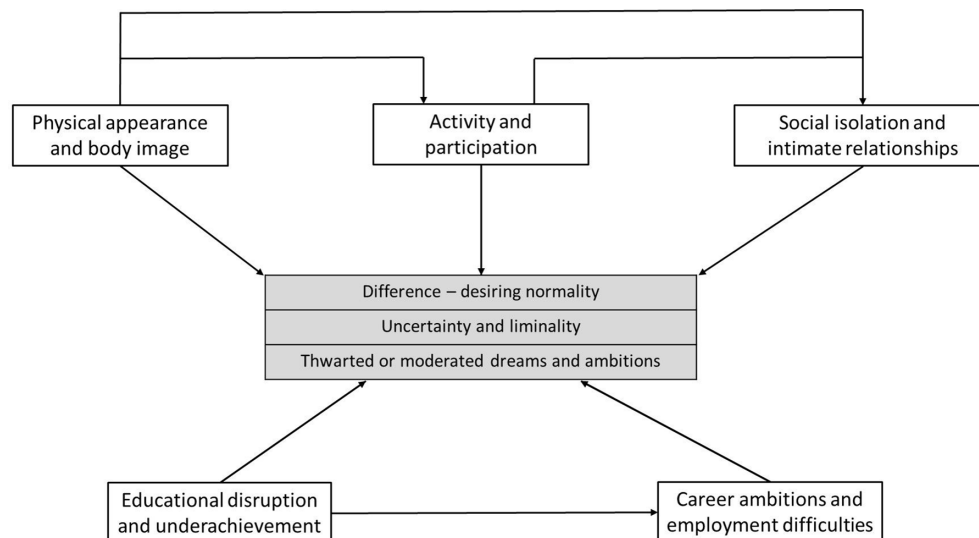 Physical appearance
and body image
Activity and
participation
Social isolation and
intimate relationships
Difference – desiring normality
Uncertainty and liminality
Thwarted or moderated dreams and ambitions
Educational disruption
and underachievement
Career ambitions and
employment difficulties